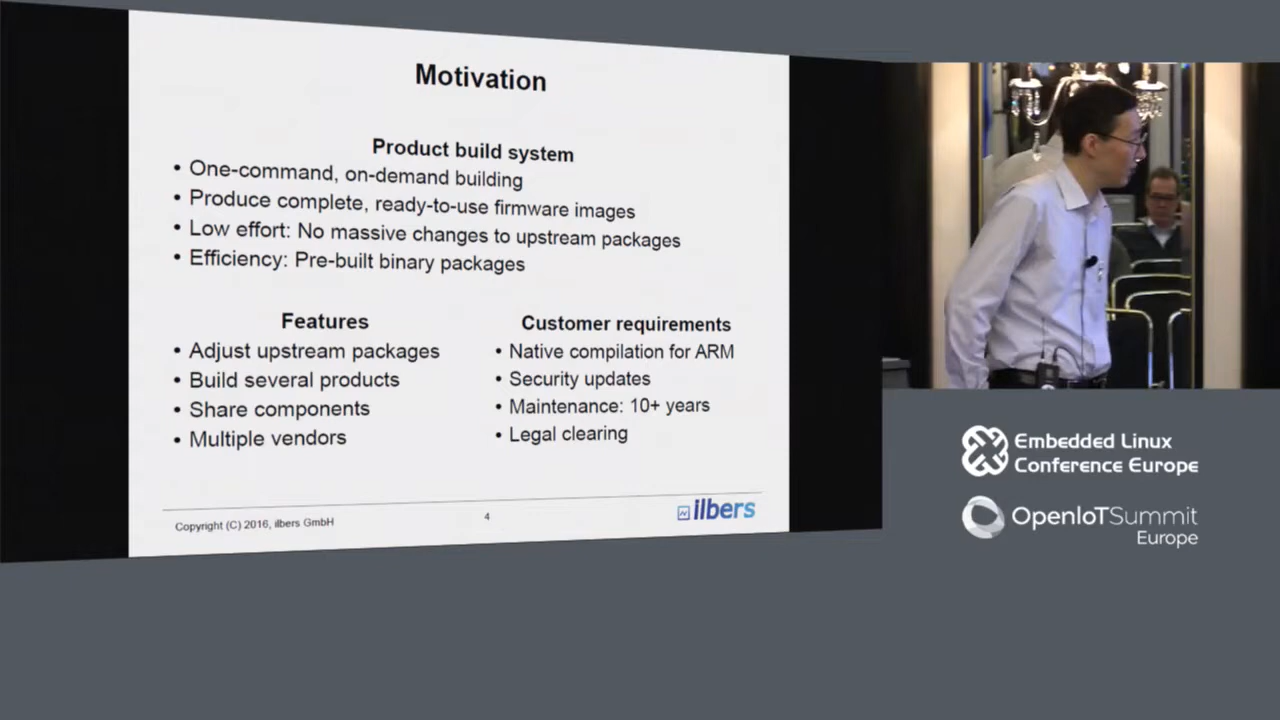 Motivation
Product build system
• One-command, on-demand building
• Produce complete, ready-to-use firmware images
• Low effort: No massive changes to upstream packages
• Efficiency: Pre-built binary packages
Features
• Adjust upstream packages
• Build several products
• Share components
• Multiple vendors
Customer requirements
• Native compilation for ARM
• Security updates
• Maintenance: 10+ years
• Legal clearing
Copyright (C) 2016, ilbers GmbH
4
ilbers
Embedded Linux
Conference Europe
OpenIoTSummit
Europe